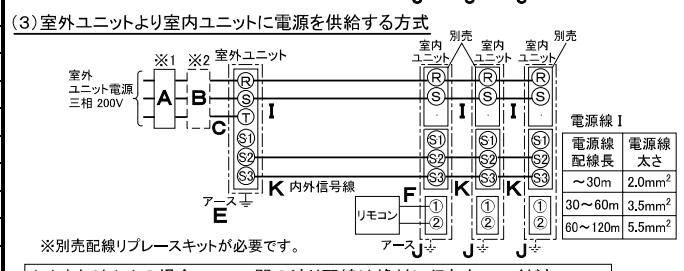 (3)室外ユニットより室内ユニットに電源を供給する方式
※1 ※2 室外ユニット
室内ユニット 別売 室内ユニット 室内ユニット 別売
室外
ユニット電源
三相 200V
A B C
R S T
S1 S2 S3
I I I
R S R S R S
S1 S2 S3 S1 S2 S3 S1 S2 S3
K 内外信号線 K K
アース
E
F
リモコン
① ② ① ② ① ②
アース J J J
電源線 I
電源線配線長 電源線太さ
~30m 2.0mm²
30~60m 3.5mm²
60~120m 5.5mm²
※別売配線リプレースキットが必要です。